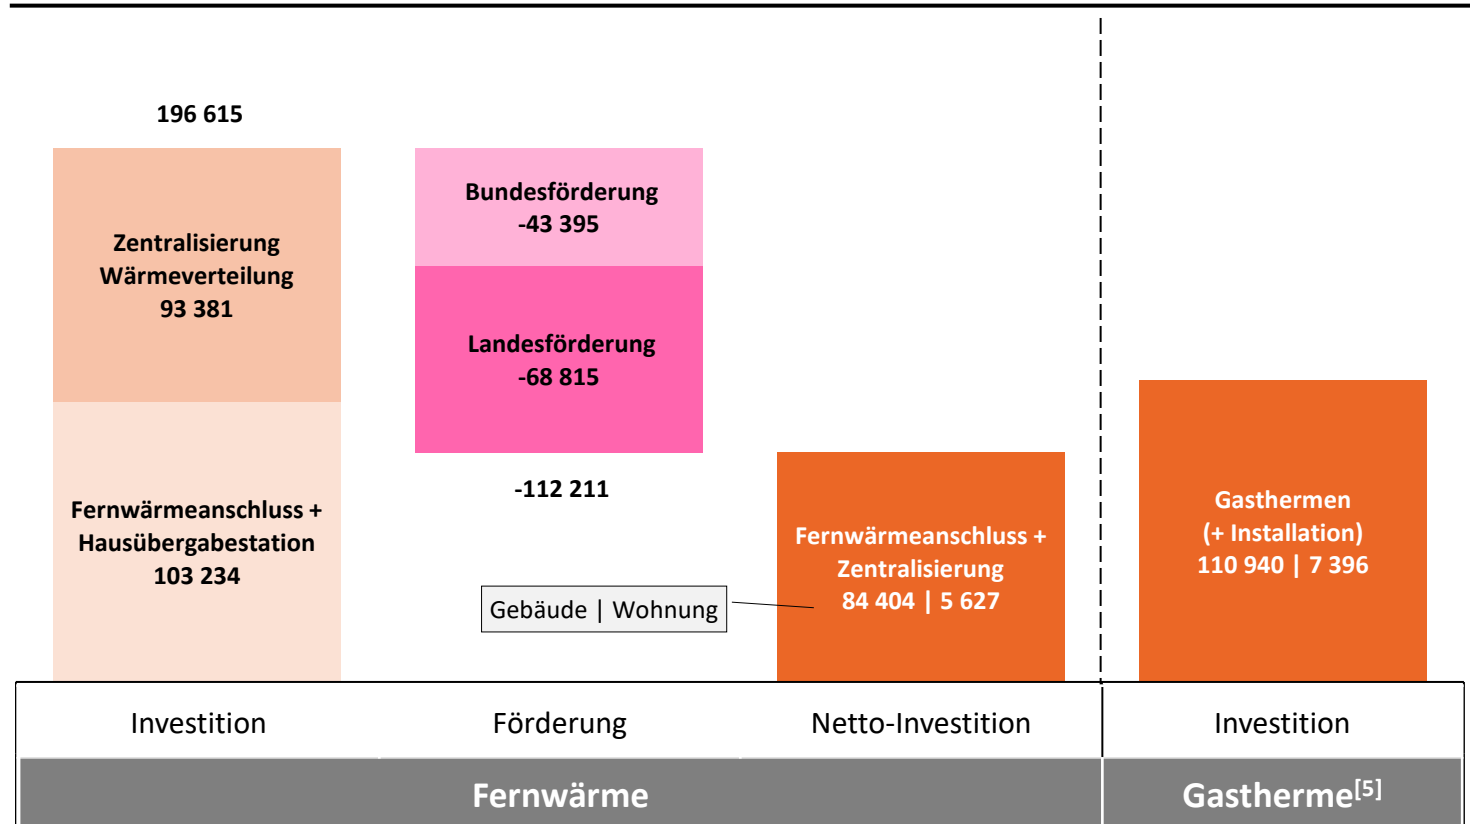 196 615
Zentralisierung
Wärmeverteilung
93 381
Fernwärmeanschluss +
Hausübergabestation
103 234
Bundesförderung
-43 395
Landesförderung
-68 815
-112 211
Gebäude | Wohnung
Fernwärmeanschluss +
Zentralisierung
84 404 | 5 627
Gasthermen
(+ Installation)
110 940 | 7 396
Investition
Förderung
Netto-Investition
Investition
Fernwärme
Gastherme[5]